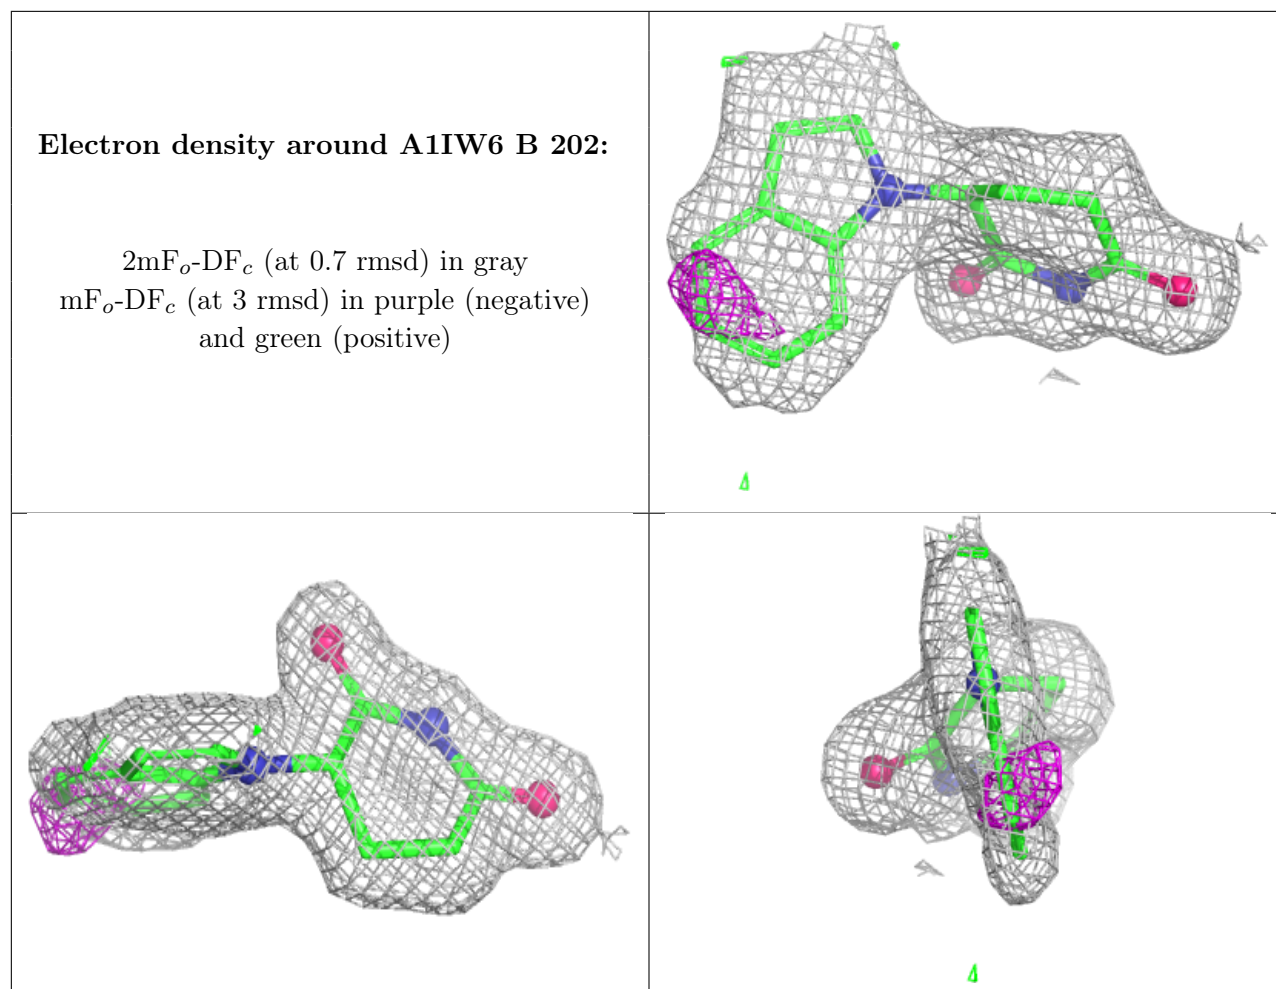 Electron density around A1IW6 B 202:
2mFo-DFc (at 0.7 rmsd) in gray
mFo-DFc (at 3 rmsd) in purple (negative)
and green (positive)